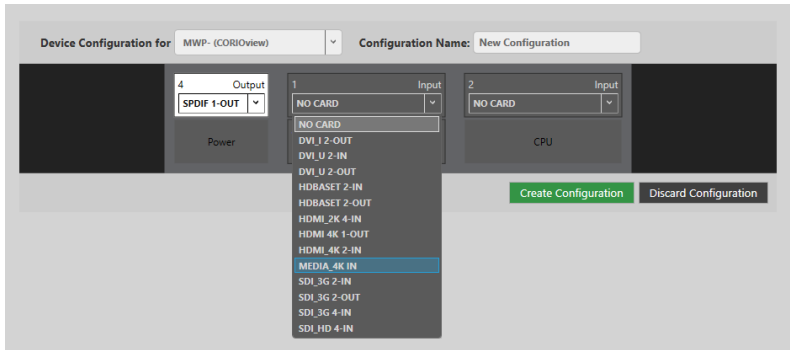 Device Configuration for MWP- (CORIOview) Configuration Name: New Configuration
4 Output 1 Input 2 Input
SPDIF 1-OUT NO CARD NO CARD
NO CARD
Power CPU
DVI_I 2-OUT
DVI_U 2-IN
DVI_U 2-OUT
HDBASET 2-IN
Create Configuration Discard Configuration
HDBASET 2-OUT
HDMI_2K 4-IN
HDMI 4K 1-OUT
HDMI_4K 2-IN
MEDIA_4K IN
SDI_3G 2-IN
SDI_3G 2-OUT
SDI_3G 4-IN
SDI_HD 4-IN